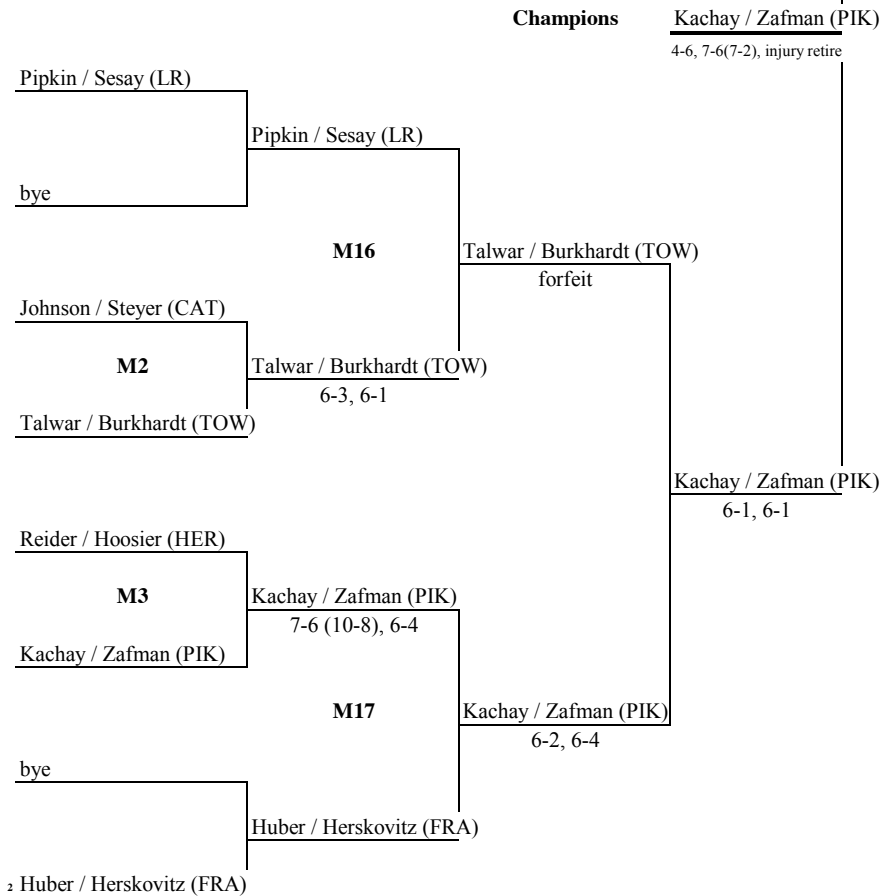 Champions Kachay / Zafman (PIK)
4-6, 7-6(7-2), injury retire
Pipkin / Sesay (LR)
Pipkin / Sesay (LR)
bye
M16 Talwar / Burkhardt (TOW)
forfeit
Johnson / Steyer (CAT)
M2 Talwar / Burkhardt (TOW)
6-3, 6-1
Talwar / Burkhardt (TOW)
Kachay / Zafman (PIK)
6-1, 6-1
Reider / Hoosier (HER)
M3 Kachay / Zafman (PIK)
7-6 (10-8), 6-4
Kachay / Zafman (PIK)
M17 Kachay / Zafman (PIK)
6-2, 6-4
bye
Huber / Herskovitz (FRA)
2 Huber / Herskovitz (FRA)